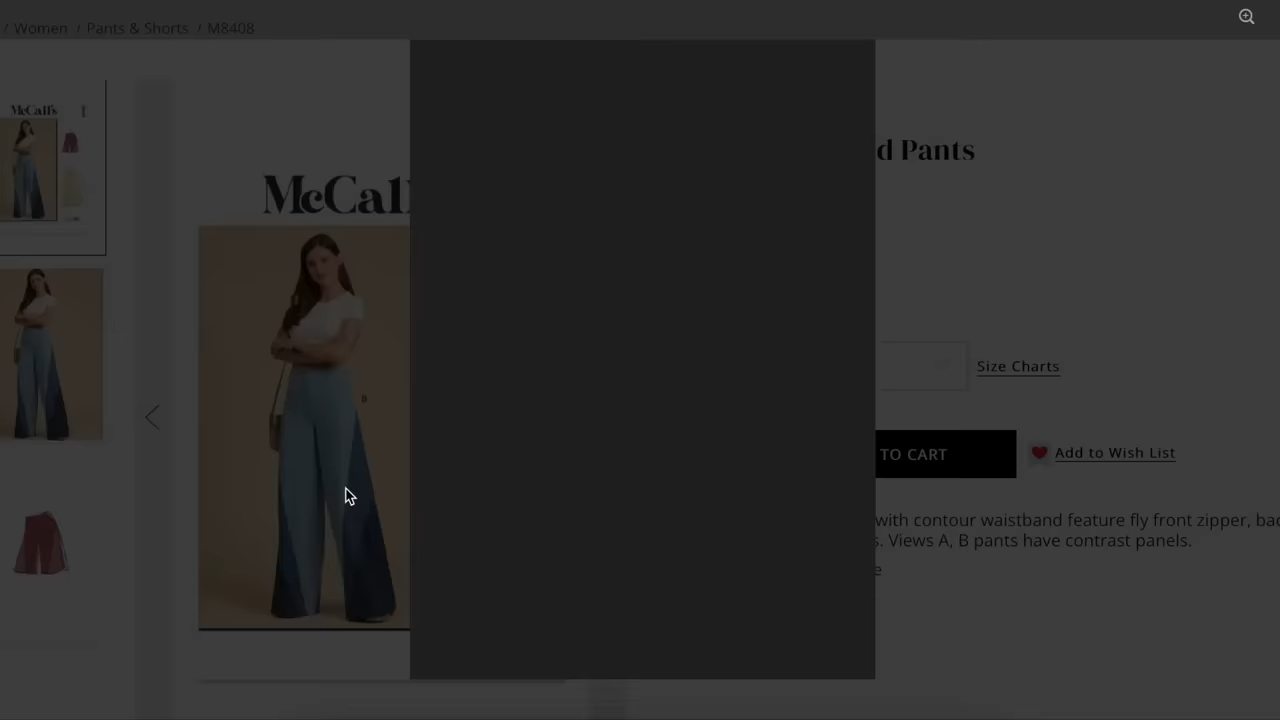 / Women / Pants & Shorts / M8408
McCall's
McCall
d Pants
Size Charts
TO CART
Add to Wish List
with contour waistband feature fly front zipper, bac
s. Views A, B pants have contrast panels.
e